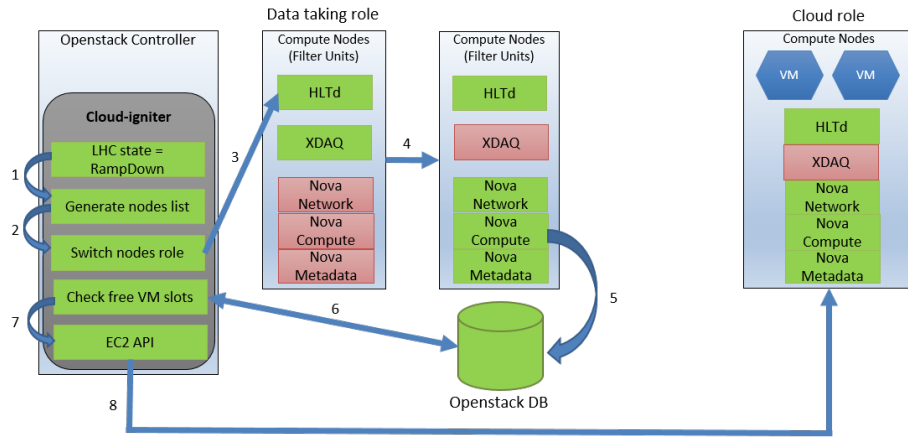 Data taking role
Cloud role
Openstack Controller
Cloud-igniter
LHC state =
RampDown
Generate nodes list
Switch nodes role
Check free VM slots
EC2 API
1
2
7
8
3
Compute Nodes
(Filter Units)
HLTd
XDAQ
Nova
Network
Nova
Compute
Nova
Metadata
4
Compute Nodes
(Filter Units)
HLTd
XDAQ
Nova
Network
Nova
Compute
Nova
Metadata
5
6
Openstack DB
Compute Nodes
VM
VM
HLTd
XDAQ
Nova
Network
Nova
Compute
Nova
Metadata